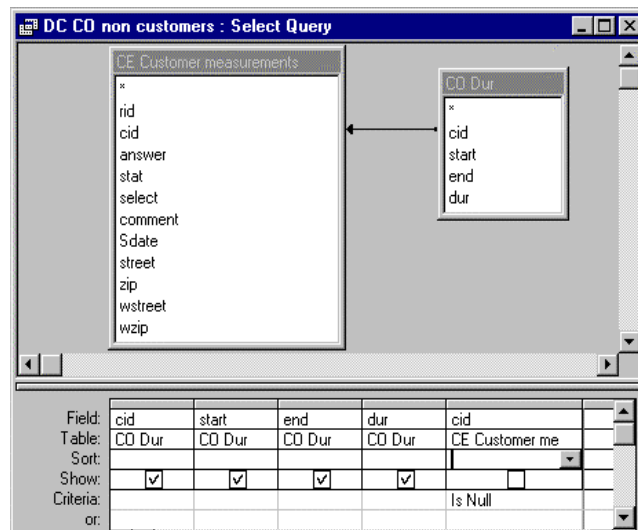 DC CO non customers : Select Query
CE Customer measurements
*
rid
cid
answer
stat
select
comment
Sdate
street
zip
wstreet
wzip
CO Dur
*
cid
start
end
dur
Field: cid start end dur cid
Table: CO Dur CO Dur CO Dur CO Dur CE Customer me
Sort:
Show:
Criteria: Is Null
or: